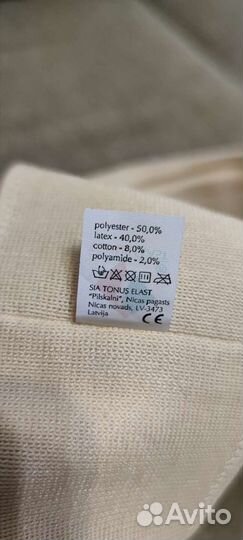 polyester - 50,0%
latex - 40,0%
cotton - 8,0%
polyamide - 2,0%
SIA TONUS ELAST
"Pilskalni", Nīcas pagasts
Nīcas novads, LV-3473
Latvija
CE
Avito